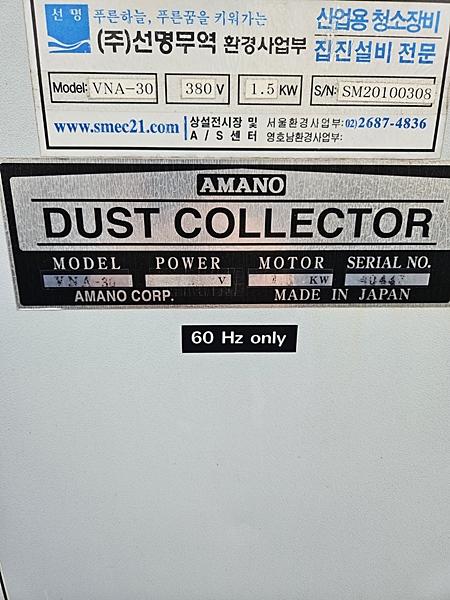 선명 푸른하늘, 푸른꿈을 키워가는
(주)선명무역 환경사업부
산업용 청소장비
집진설비 전문
Model: VNA-30 380 V 1.5 KW S/N: SM20100308
www.smec21.com
상설전시장 및 서울환경사업부: 02)2687-4836
A / S 센터 영호남환경사업부:
AMANO
DUST COLLECTOR
MODEL POWER MOTOR SERIAL NO.
VNA-30 V KW
AMANO CORP. MADE IN JAPAN
60 Hz only